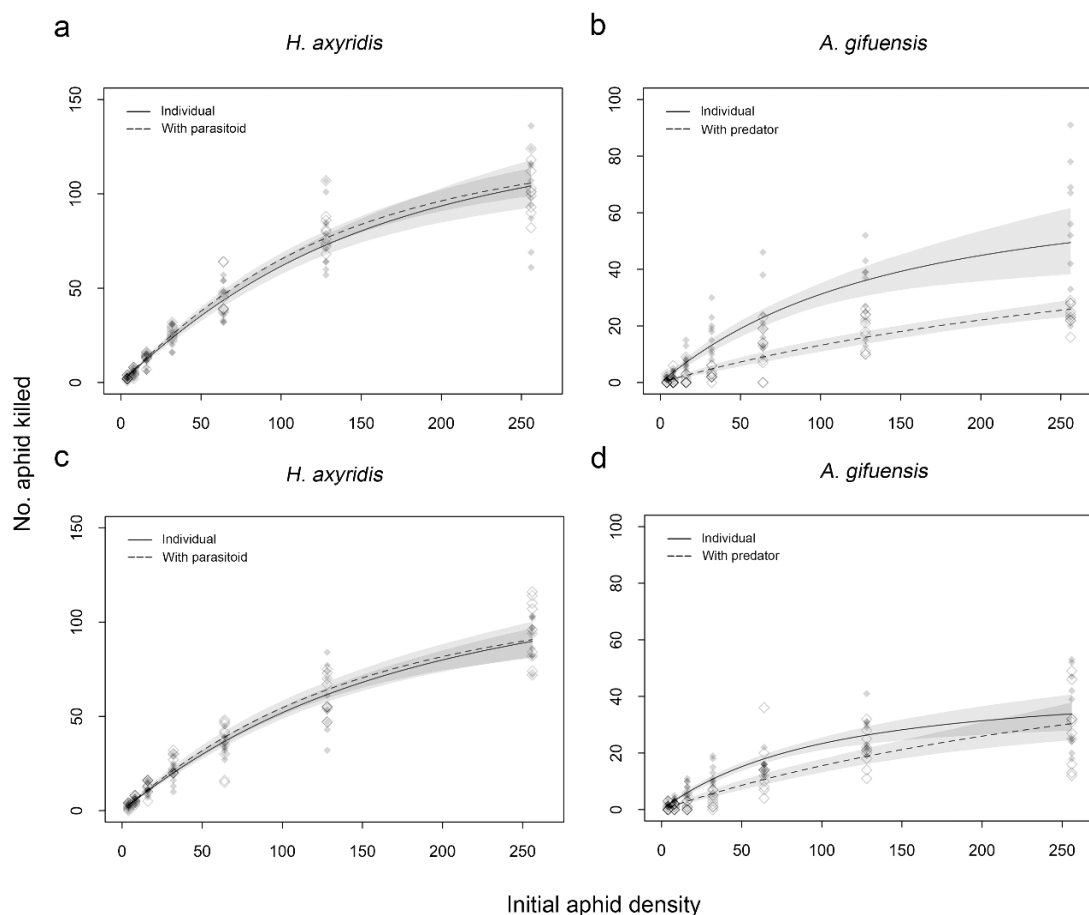 a
H. axyridis
b
A. gifuensis
150
100
50
0
Individual
With parasitoid
0 50 100 150 200 250
100
80
60
40
20
0
Individual
With predator
0 50 100 150 200 250
c
H. axyridis
d
A. gifuensis
150
100
50
0
Individual
With parasitoid
0 50 100 150 200 250
100
80
60
40
20
0
Individual
With predator
0 50 100 150 200 250
No. aphid killed
Initial aphid density